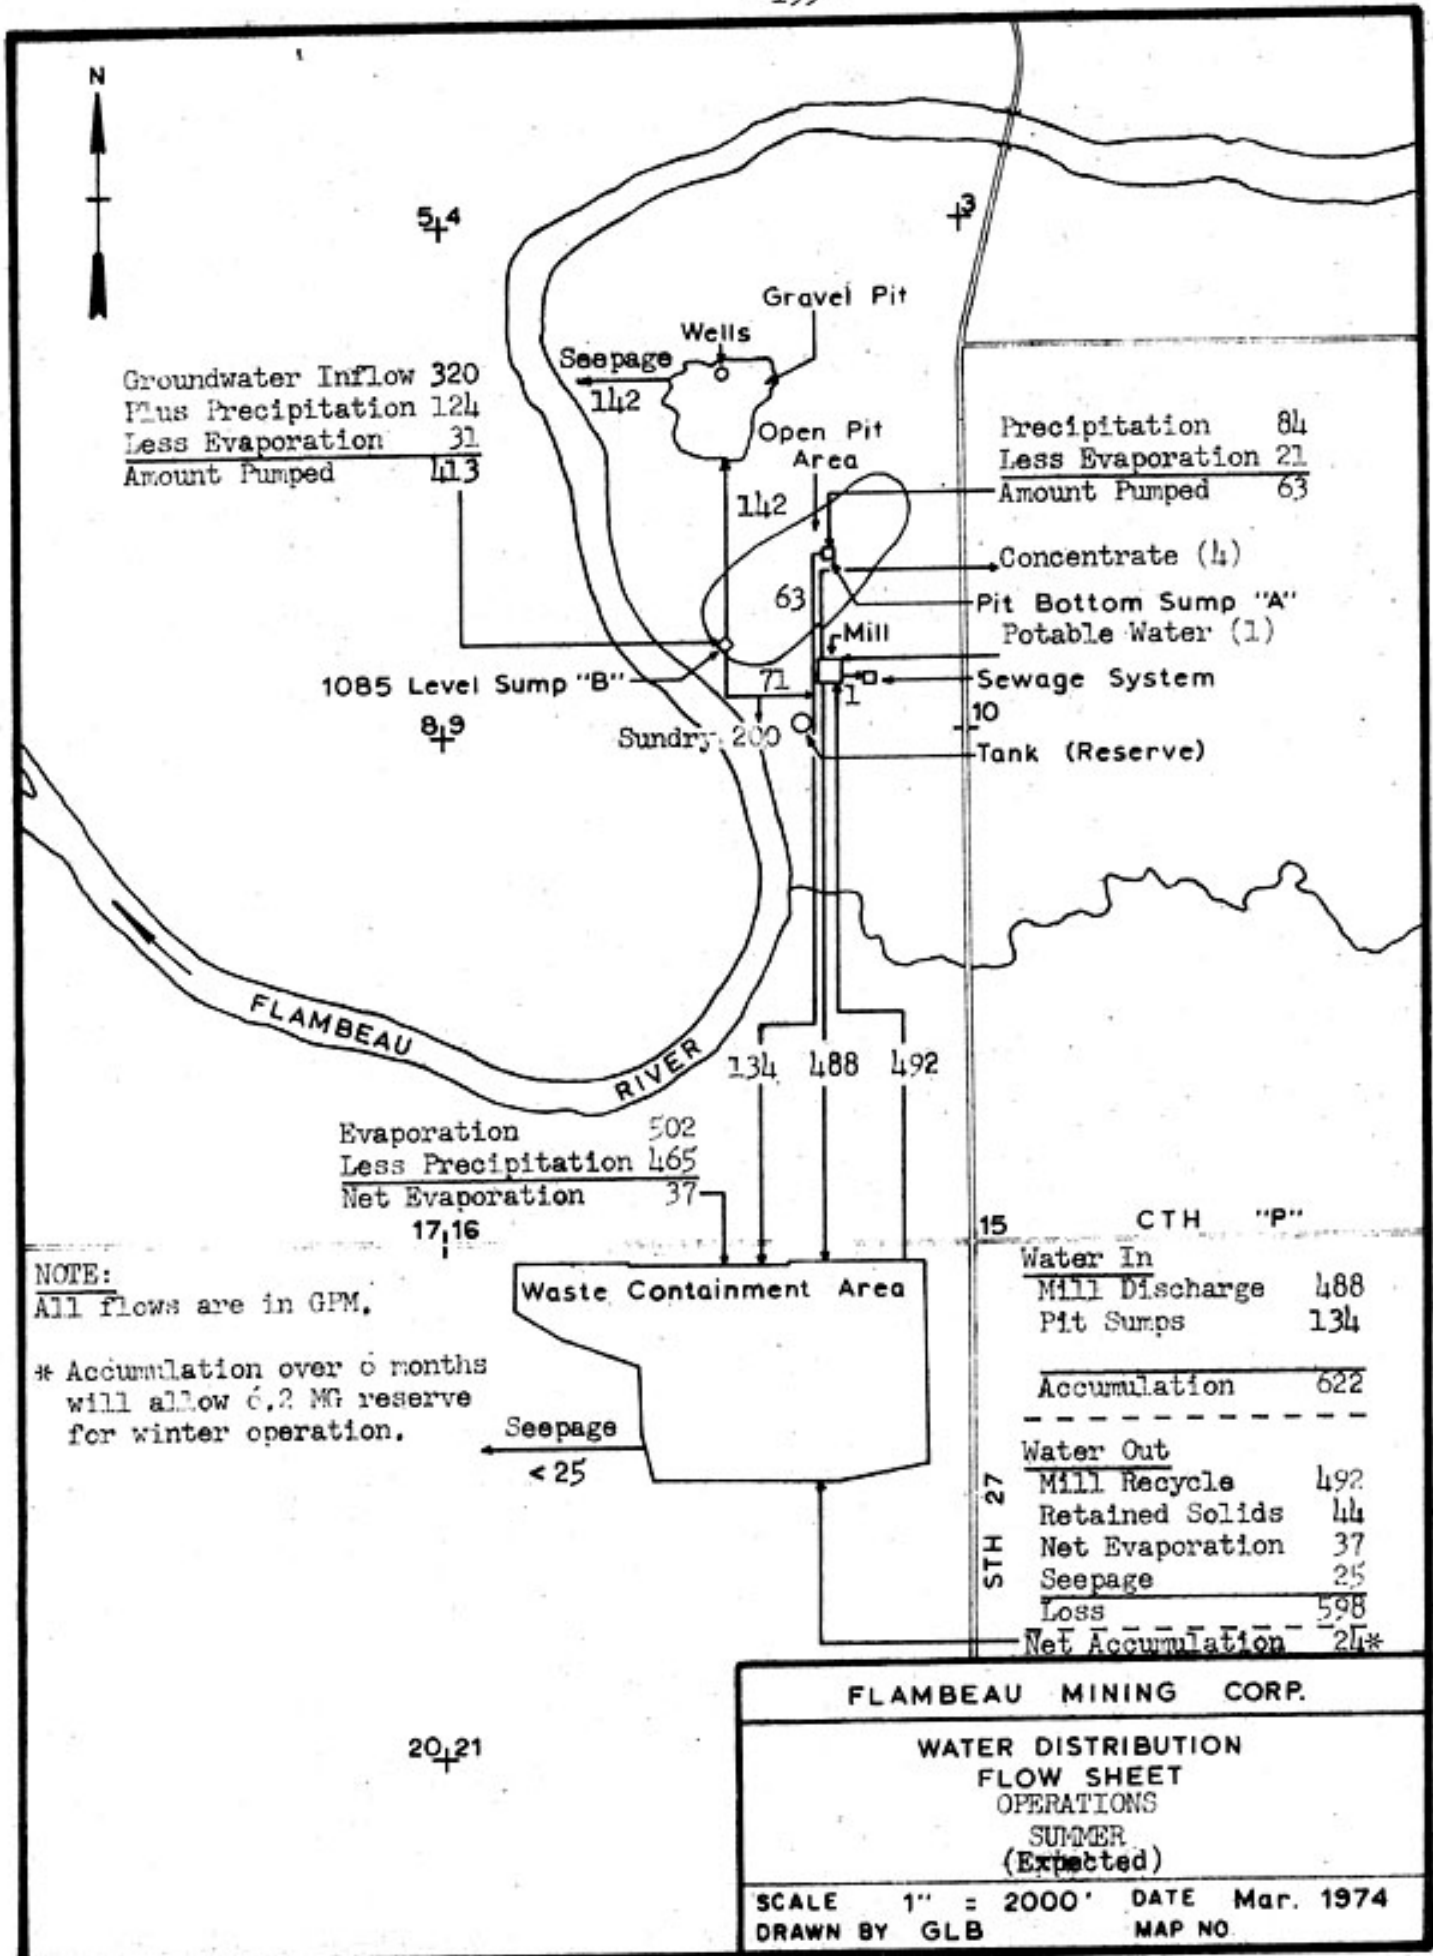 N
5 4
3
Gravel Pit
Wells
Seepage
142
Groundwater Inflow 320
Plus Precipitation 124
Less Evaporation 31
Amount Pumped 413
Open Pit
Area
Precipitation 84
Less Evaporation 21
Amount Pumped 63
142
Concentrate (4)
63
Pit Bottom Sump "A"
Mill
Potable Water (1)
1085 Level Sump "B"
71
1
Sewage System
8 9
Sundry 200
10
Tank (Reserve)
FLAMBEAU RIVER
134 488 492
Evaporation 502
Less Precipitation 465
Net Evaporation 37
17 16
15
CTH "P"
NOTE:
All flows are in GPM.
* Accumulation over 6 months
will allow 6.2 MG reserve
for winter operation.
Waste Containment Area
Seepage
< 25
Water In
Mill Discharge 488
Pit Sumps 134
Accumulation 622
Water Out
Mill Recycle 492
Retained Solids 44
Net Evaporation 37
Seepage 25
Loss 598
Net Accumulation 24*
STH 27
20 21
FLAMBEAU MINING CORP.
WATER DISTRIBUTION
FLOW SHEET
OPERATIONS
SUMMER
(Expected)
SCALE 1" = 2000' DATE Mar. 1974
DRAWN BY GLB MAP NO.